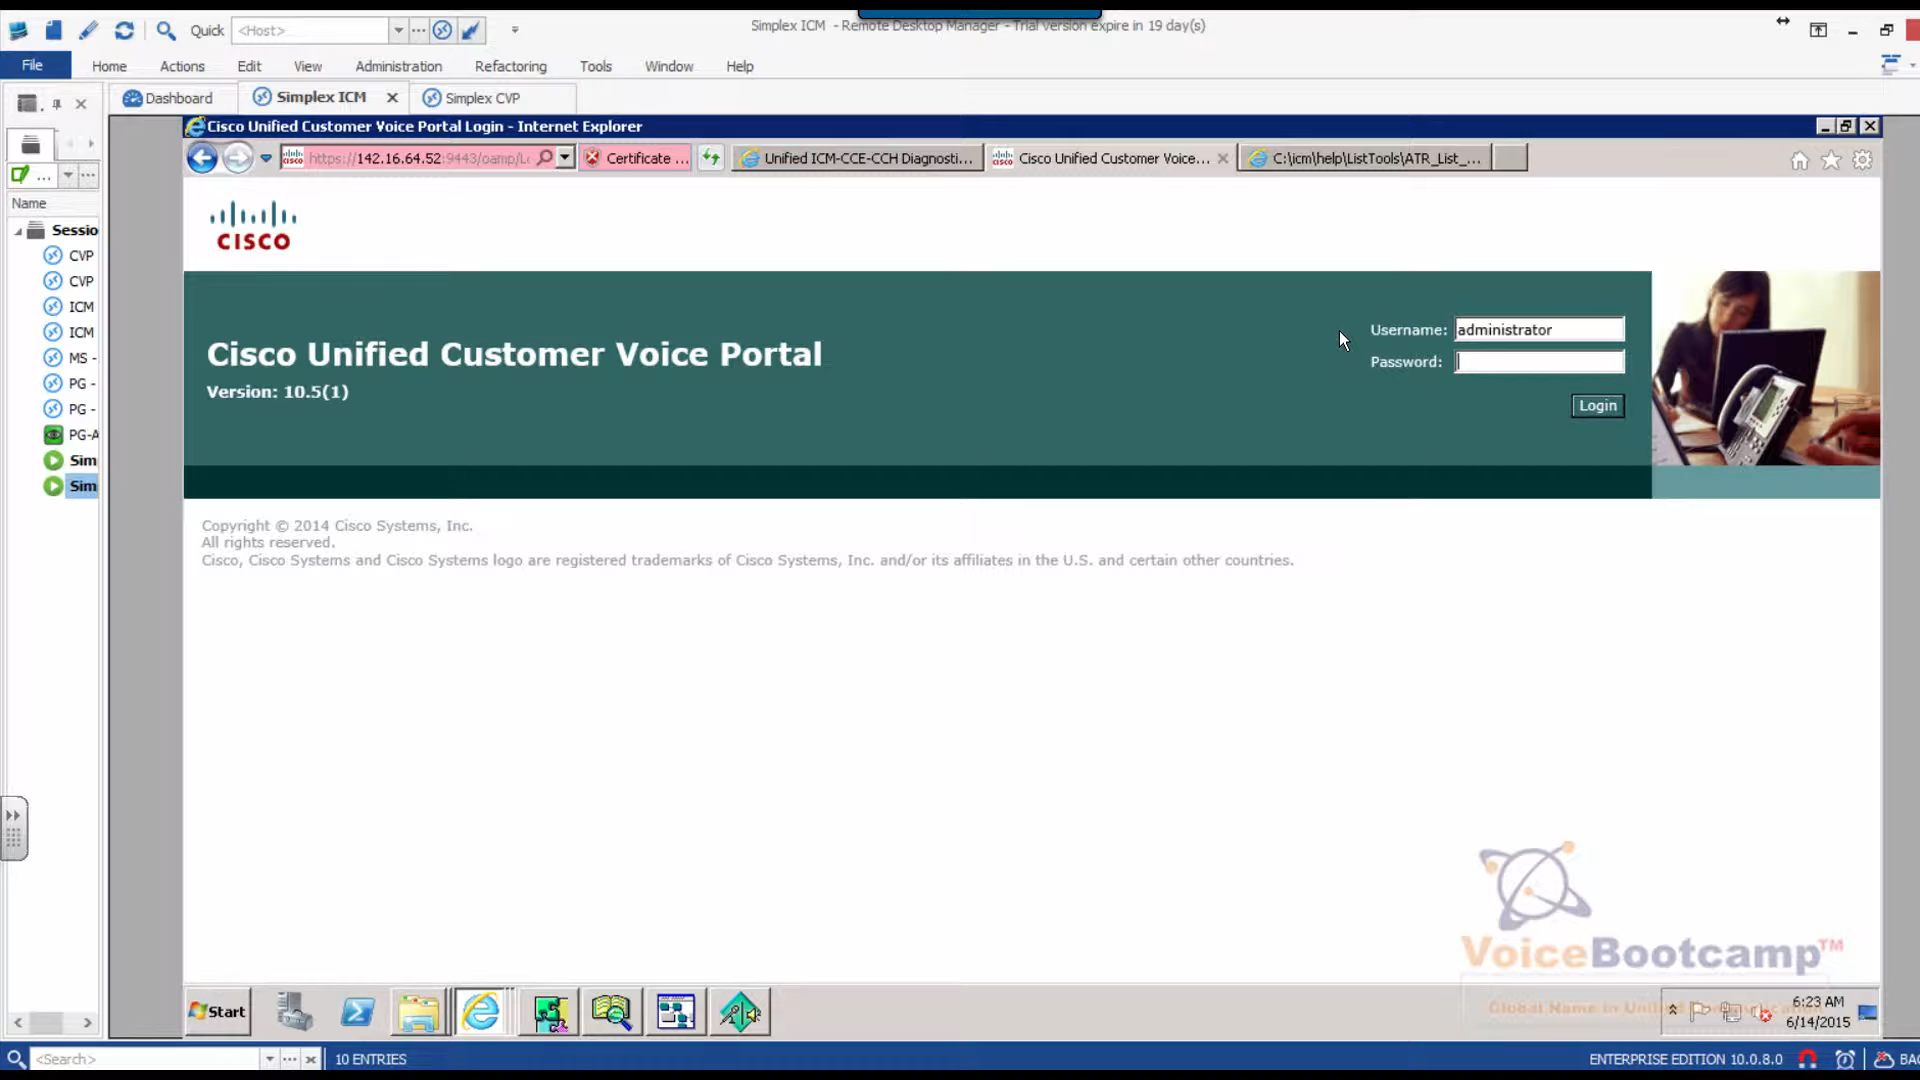 Simplex ICM - Remote Desktop Manager - Trial version expire in 19 day(s)
Quick <Host>
File Home Actions Edit View Administration Refactoring Tools Window Help
Dashboard Simplex ICM Simplex CVP
Cisco Unified Customer Voice Portal Login - Internet Explorer
https://142.16.64.52:9443/oamp/L Certificate ... Unified ICM-CCE-CCH Diagnosti... Cisco Unified Customer Voice... C:\icm\help\ListTools\ATR_List_...
Name
Sessio
CVP
CVP
ICM
ICM
MS -
PG -
PG -
PG-A
Sim
Sim
CISCO
Cisco Unified Customer Voice Portal
Version: 10.5(1)
Username: administrator
Password:
Login
Copyright © 2014 Cisco Systems, Inc.
All rights reserved.
Cisco, Cisco Systems and Cisco Systems logo are registered trademarks of Cisco Systems, Inc. and/or its affiliates in the U.S. and certain other countries.
VoiceBootcamp™
Global Name in
Start
6:23 AM
6/14/2015
<Search> 10 ENTRIES ENTERPRISE EDITION 10.0.8.0 BAC